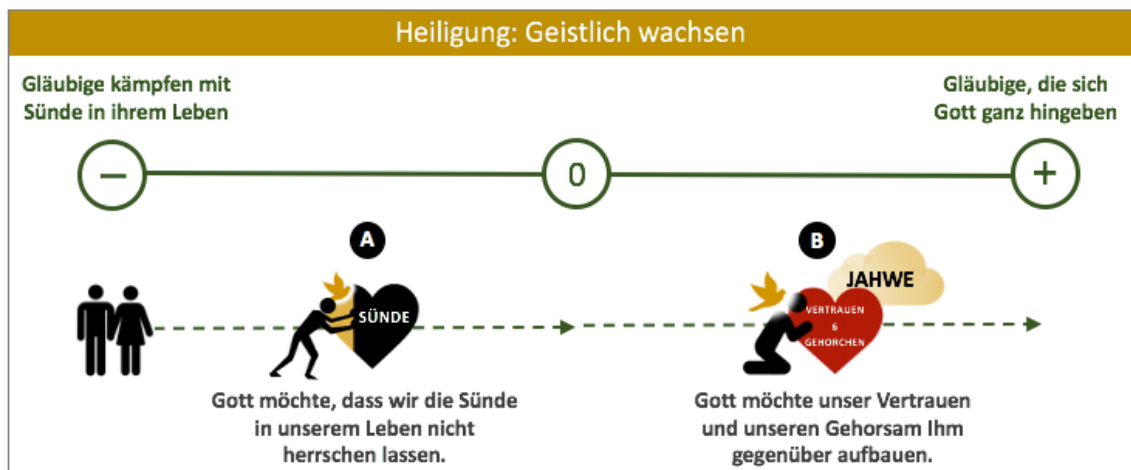 Heiligung: Geistlich wachsen
Gläubige kämpfen mit
Sünde in ihrem Leben
Gläubige, die sich
Gott ganz hingeben
−
0
+
A
B
JAHWE
SÜNDE
VERTRAUEN
6
GEHORCHEN
Gott möchte, dass wir die Sünde
in unserem Leben nicht
herrschen lassen.
Gott möchte unser Vertrauen
und unseren Gehorsam Ihm
gegenüber aufbauen.